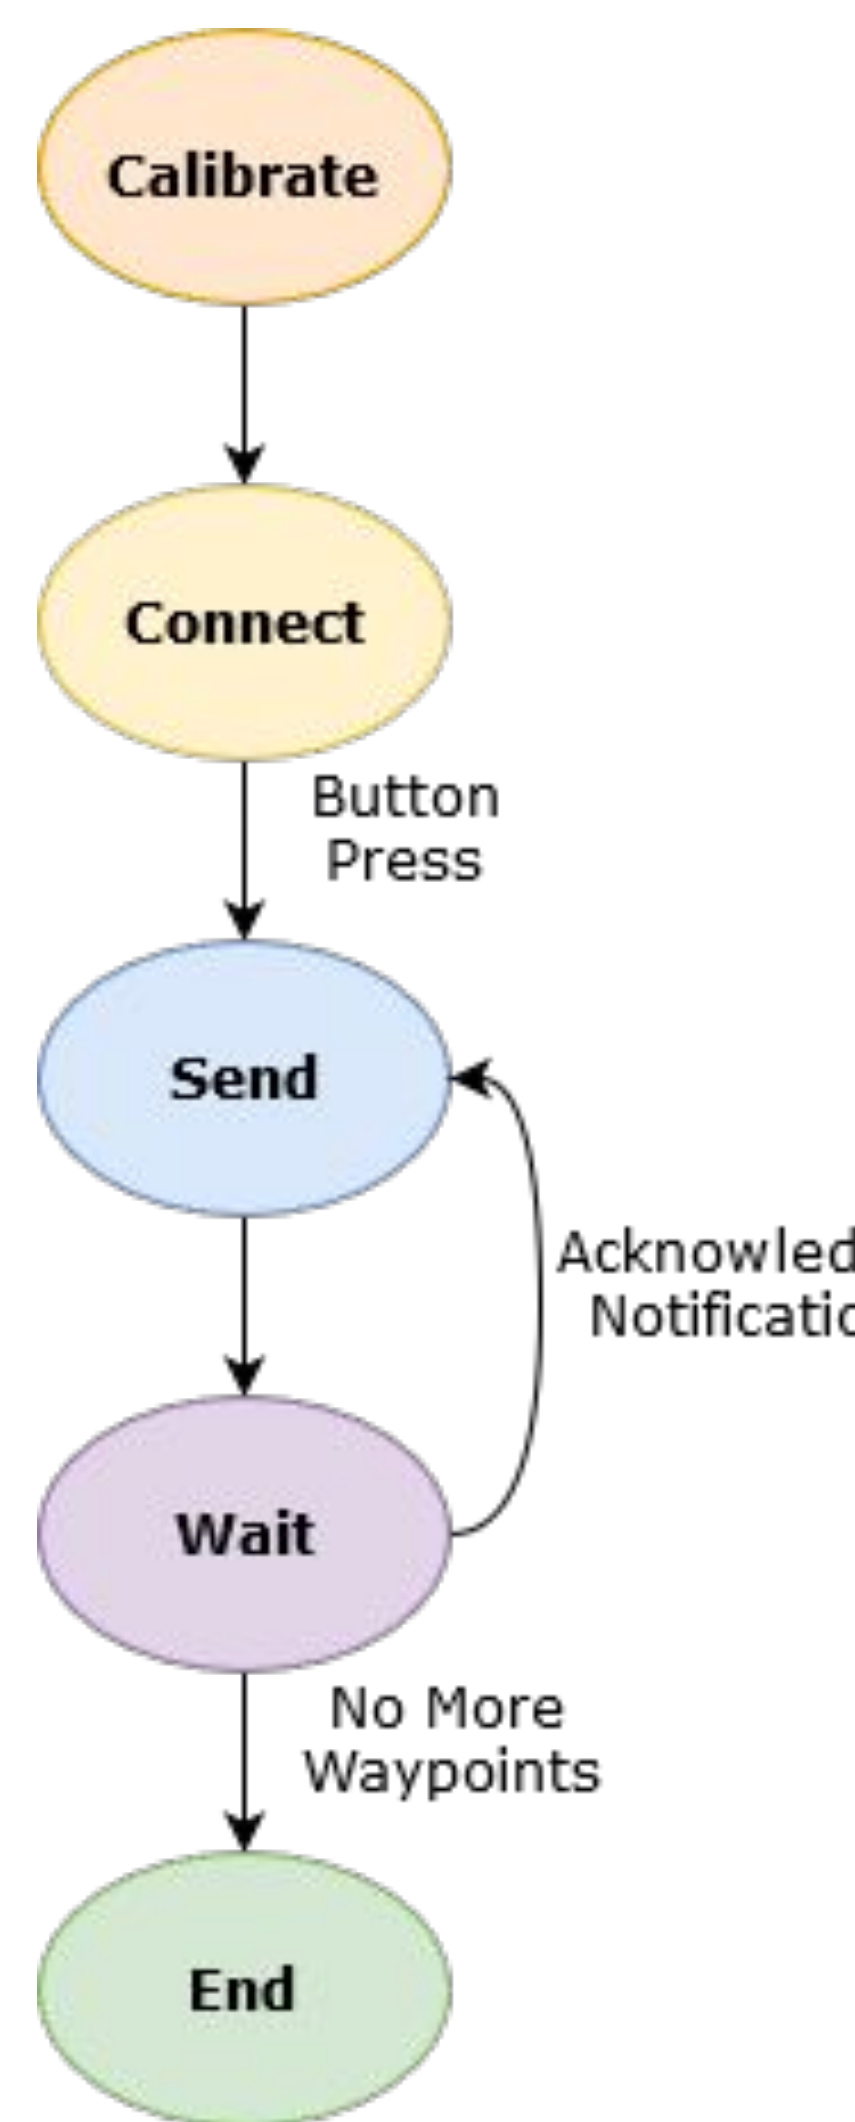 Calibrate
Connect
Button
Press
Send
Acknowled
Notificatio
Wait
No More
Waypoints
End